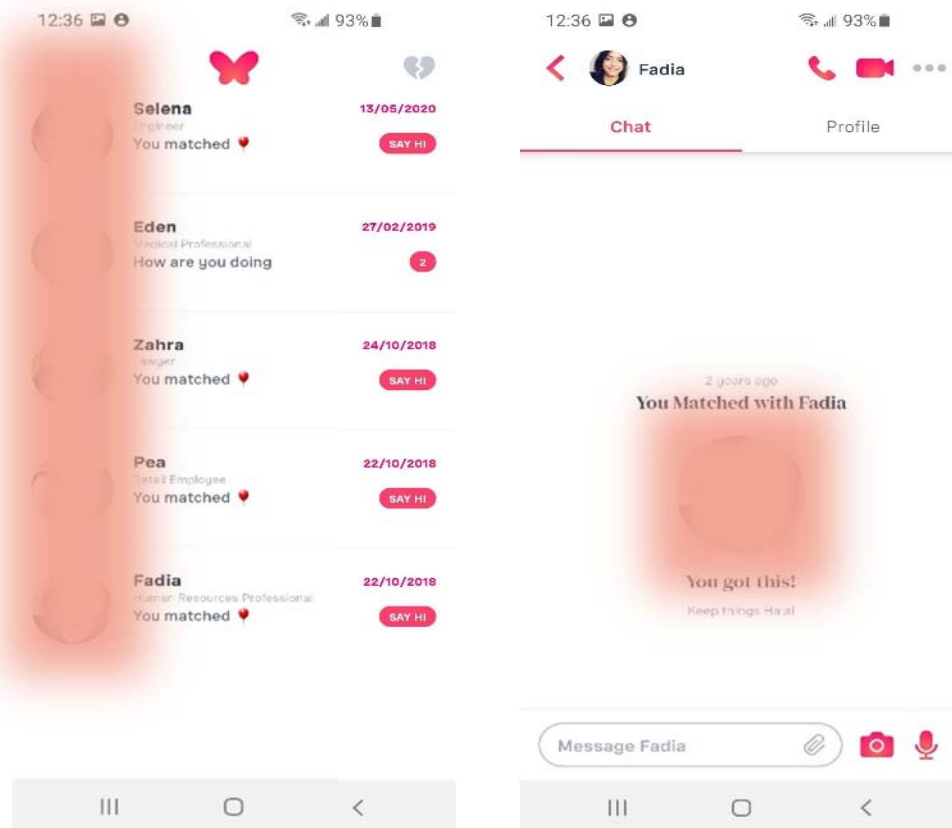 12:36 93%
Selena
Engineer
13/05/2020
You matched
SAY HI
Eden
Medical Professional
27/02/2019
How are you doing
2
Zahra
Lawyer
24/10/2018
You matched
SAY HI
Pea
Retail Employee
22/10/2018
You matched
SAY HI
Fadia
Human Resources Professional
22/10/2018
You matched
SAY HI
12:36 93%
Fadia
Chat Profile
2 years ago
You Matched with Fadia
You got this!
Keep things Halal
Message Fadia